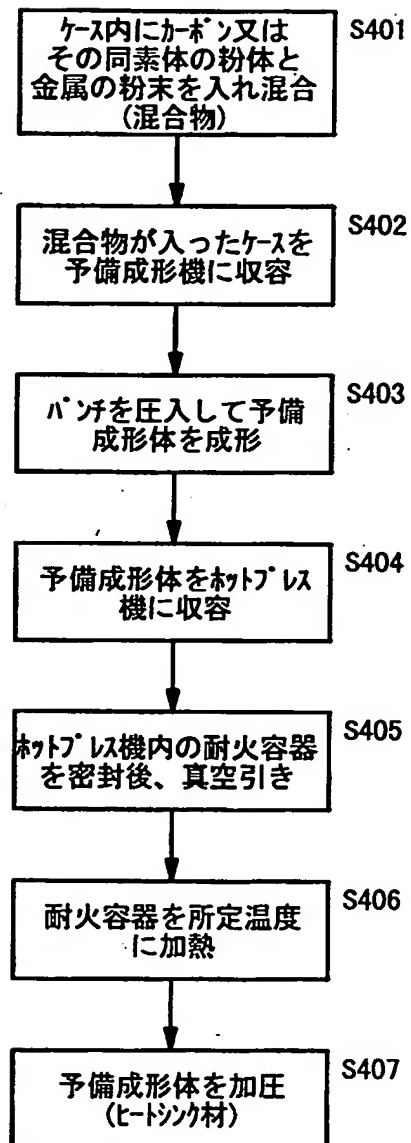 ケース内にカーボン又は
その同素体の粉体と
金属の粉末を入れ混合
(混合物)
S401
混合物が入ったケースを
予備成形機に収容
S402
パンチを圧入して予備
成形体を成形
S403
予備成形体をホットプレス
機に収容
S404
ホットプレス機内の耐火容器
を密封後、真空引き
S405
耐火容器を所定温度
に加熱
S406
予備成形体を加圧
(ヒートシンク材)
S407